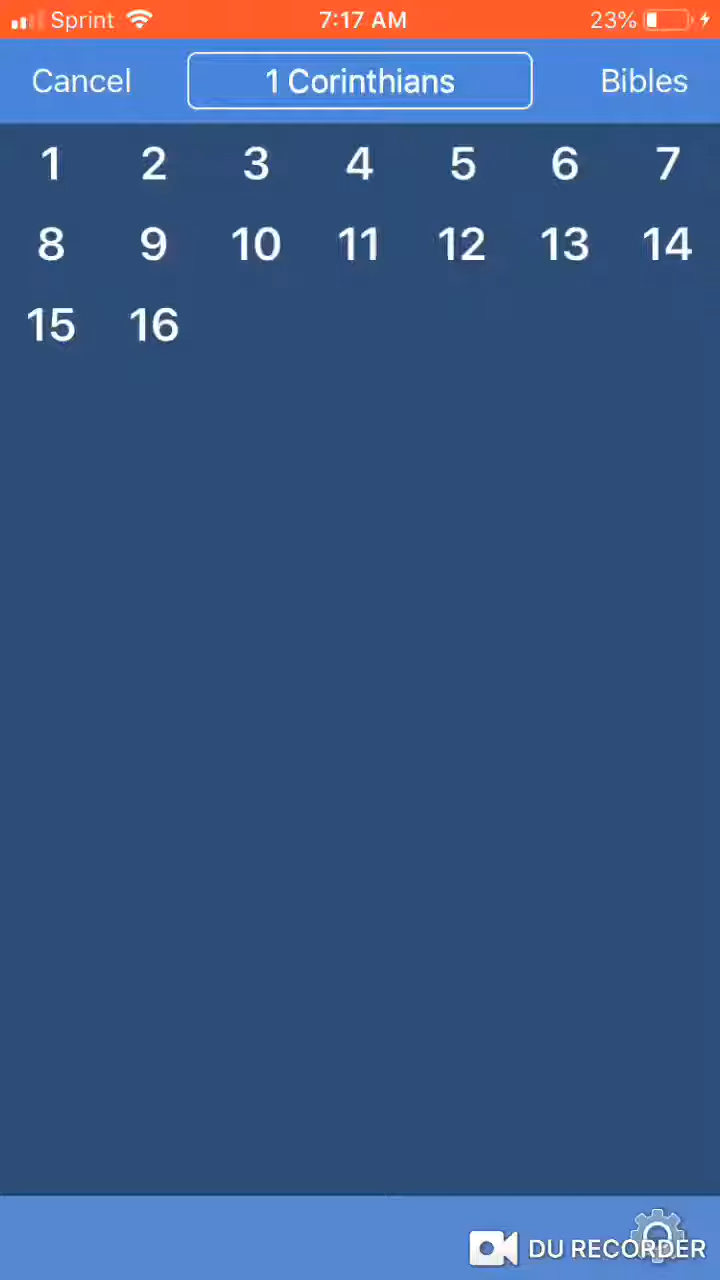 Sprint 7:17 AM 23%
Cancel 1 Corinthians Bibles
1 2 3 4 5 6 7
8 9 10 11 12 13 14
15 16
DU RECORDER